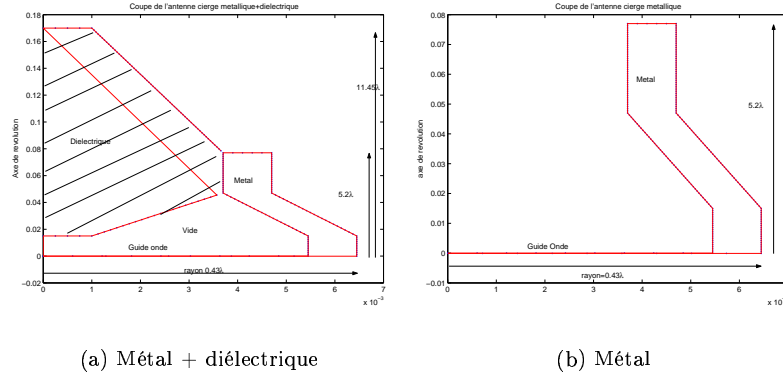 Coupe de l'antenne cierge metallique+dielectrique
0.18
0.16
0.14
0.12
0.1
0.08
0.06
0.04
0.02
0
-0.02
Axe de revolution
Dielectrique
Metal
Vide
Guide onde
rayon 0.43λ
11.45λ
5.2λ
0 1 2 3 4 5 6 7
x 10⁻³
(a) Métal + diélectrique
Coupe de l'antenne cierge metallique
0.08
0.07
0.06
0.05
0.04
0.03
0.02
0.01
0
-0.01
axe de revolution
Metal
Guide Onde
rayon=0.43λ
5.2λ
0 1 2 3 4 5 6
x 10
(b) Métal